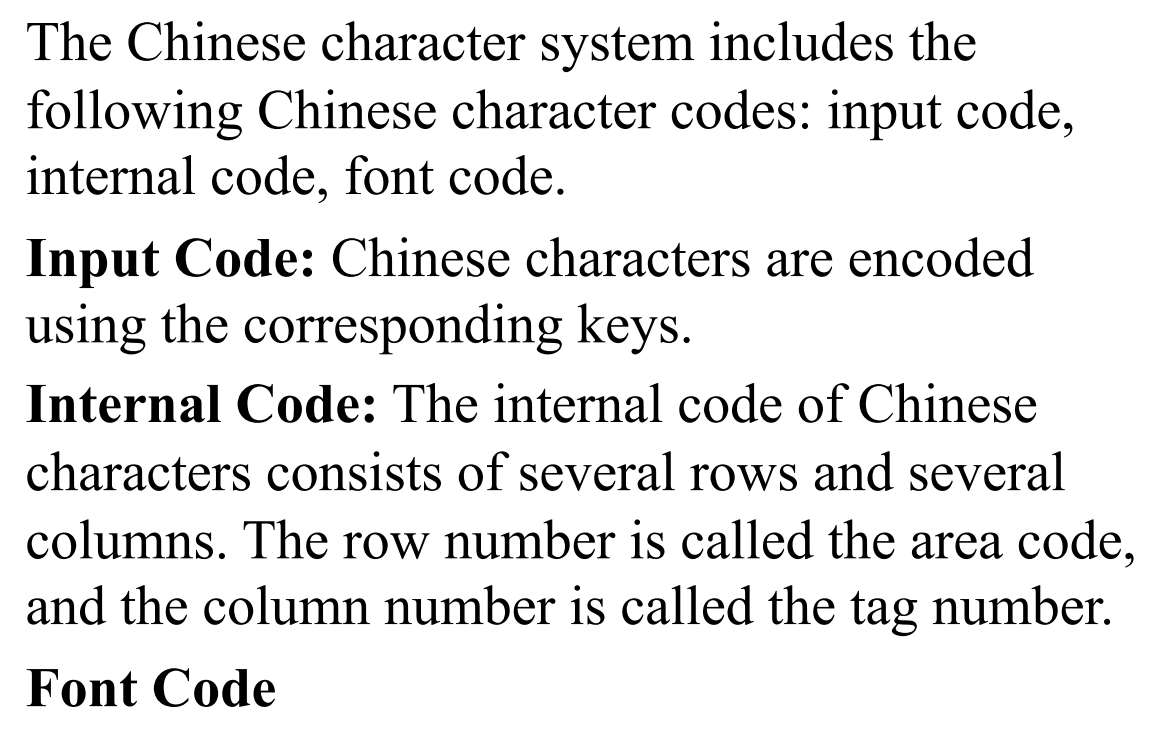 The Chinese character system includes the
following Chinese character codes: input code,
internal code, font code.
Input Code: Chinese characters are encoded
using the corresponding keys.
Internal Code: The internal code of Chinese
characters consists of several rows and several
columns. The row number is called the area code,
and the column number is called the tag number.
Font Code